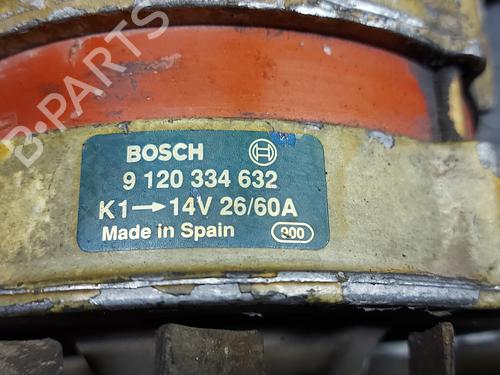 BOSCH
9 120 334 632
K1→14V 26/60A
Made in Spain 900
B-PARTS